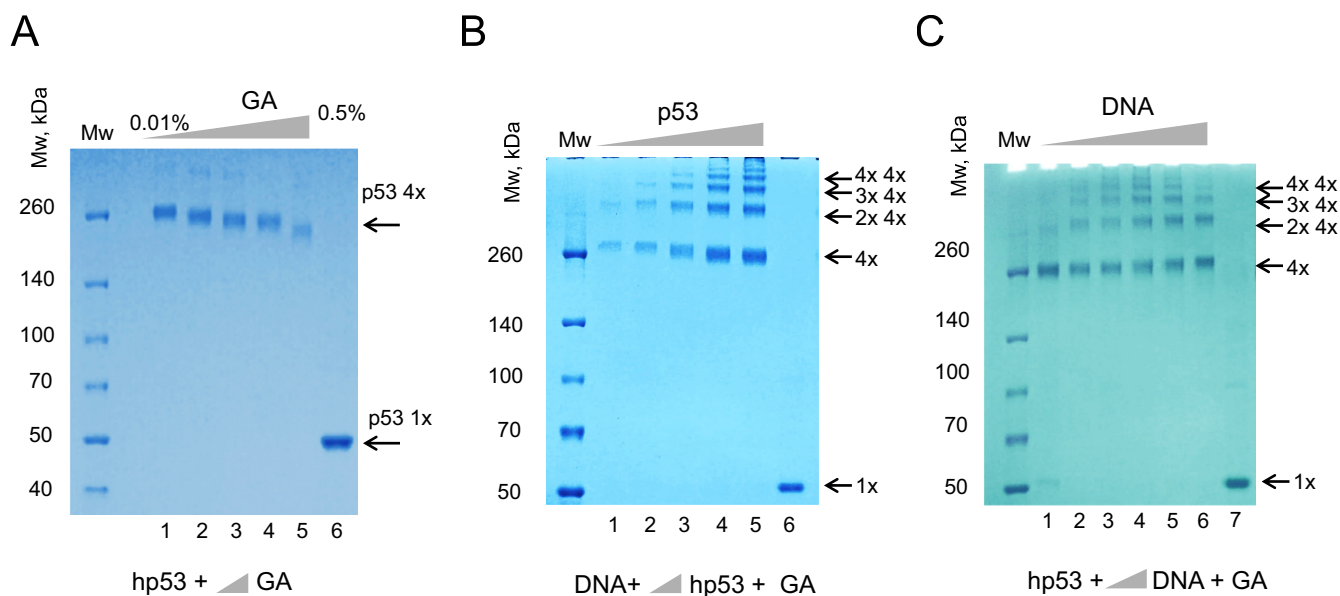 A
GA
0.01%
0.5%
Mw
Mw, kDa
p53 4x
260
140
100
70
p53 1x
50
40
1 2 3 4 5 6
hp53 + GA
B
p53
Mw
Mw, kDa
4x 4x
3x 4x
2x 4x
260
4x
140
100
70
50
1x
1 2 3 4 5 6
DNA+ hp53 + GA
C
DNA
Mw
Mw, kDa
4x 4x
3x 4x
2x 4x
260
4x
140
100
70
50
1x
1 2 3 4 5 6 7
hp53 + DNA + GA